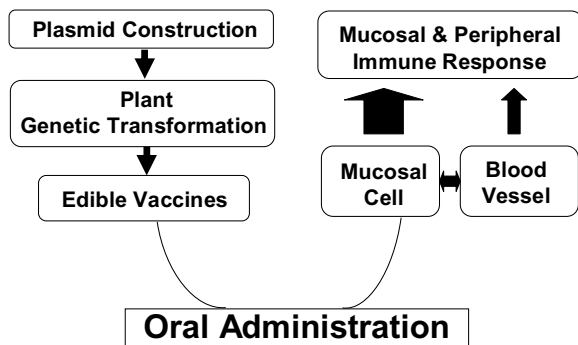 Plasmid Construction
Plant
Genetic Transformation
Edible Vaccines
Mucosal & Peripheral
Immune Response
Mucosal
Cell
Blood
Vessel
Oral Administration